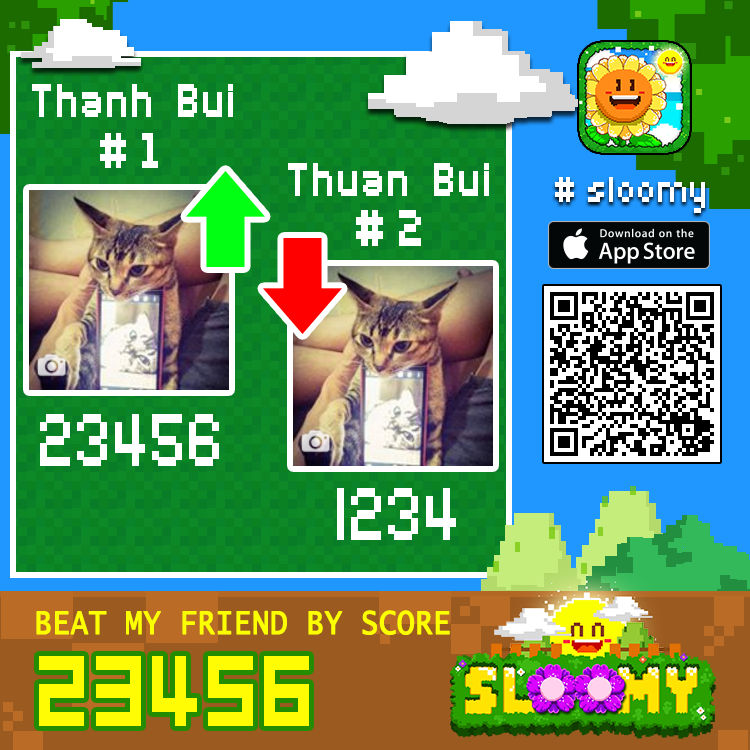 Thanh Bui
# 1
23456
Thuan Bui
# 2
1234
# sloomy
Download on the
App Store
BEAT MY FRIEND BY SCORE
23456
SLOOMY